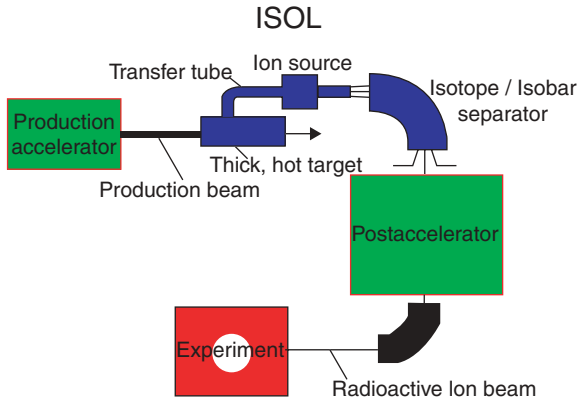 ISOL
Transfer tube
Ion source
Isotope / Isobar
separator
Production
accelerator
Thick, hot target
Production beam
Postaccelerator
Experiment
Radioactive Ion beam